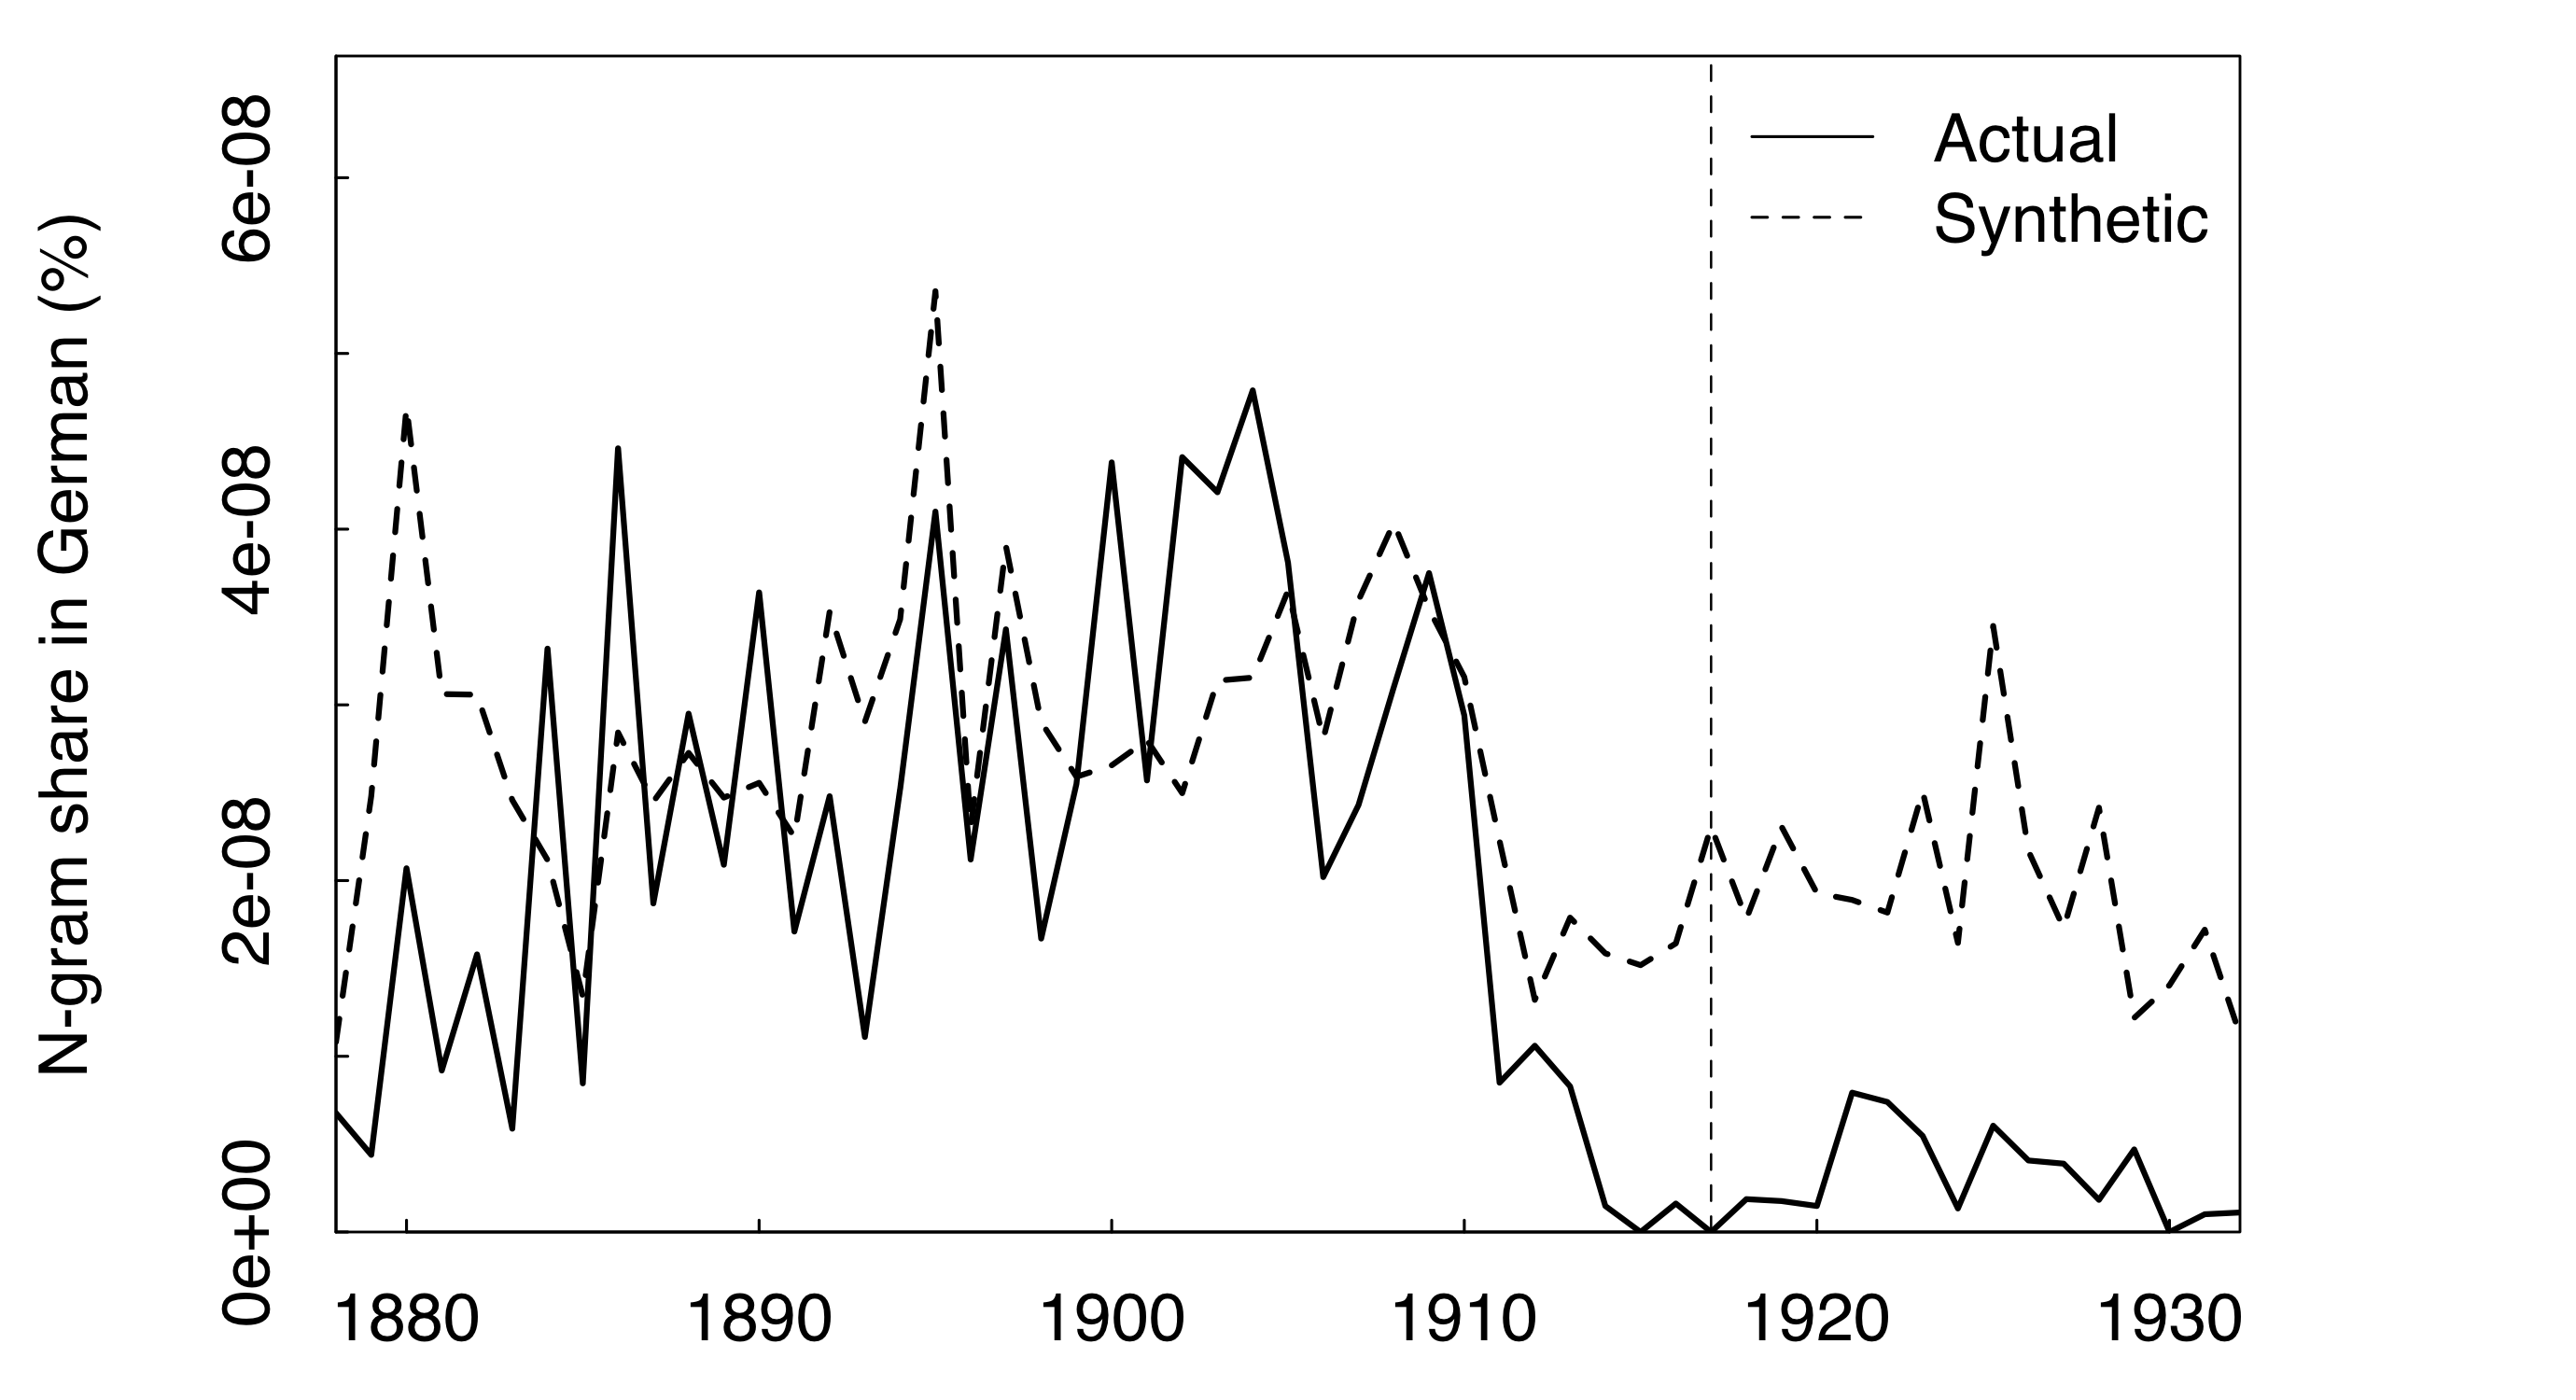 N-gram share in German (%)
6e-08
4e-08
2e-08
0e+00
Actual
Synthetic
1880 1890 1900 1910 1920 1930